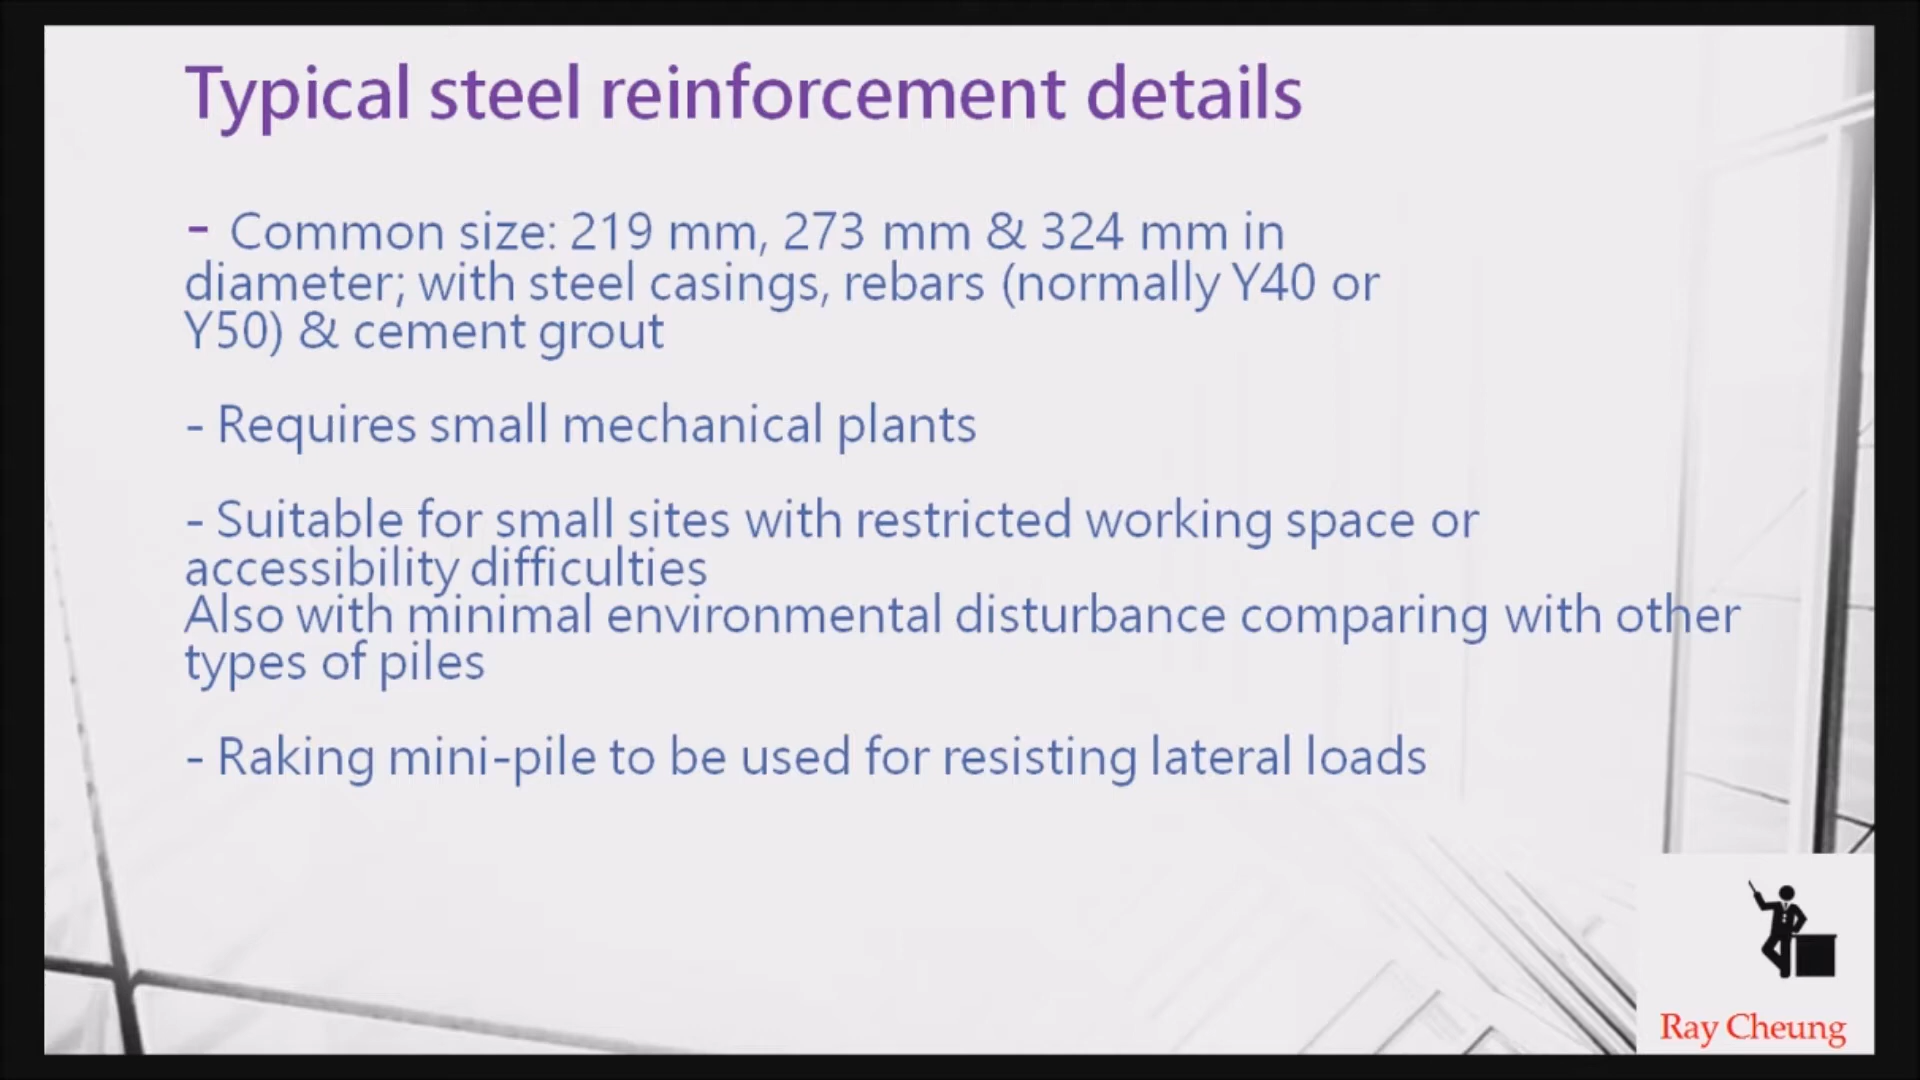 Typical steel reinforcement details
- Common size: 219 mm, 273 mm & 324 mm in
diameter; with steel casings, rebars (normally Y40 or
Y50) & cement grout
- Requires small mechanical plants
- Suitable for small sites with restricted working space or
accessibility difficulties
Also with minimal environmental disturbance comparing with other
types of piles
- Raking mini-pile to be used for resisting lateral loads
Ray Cheung